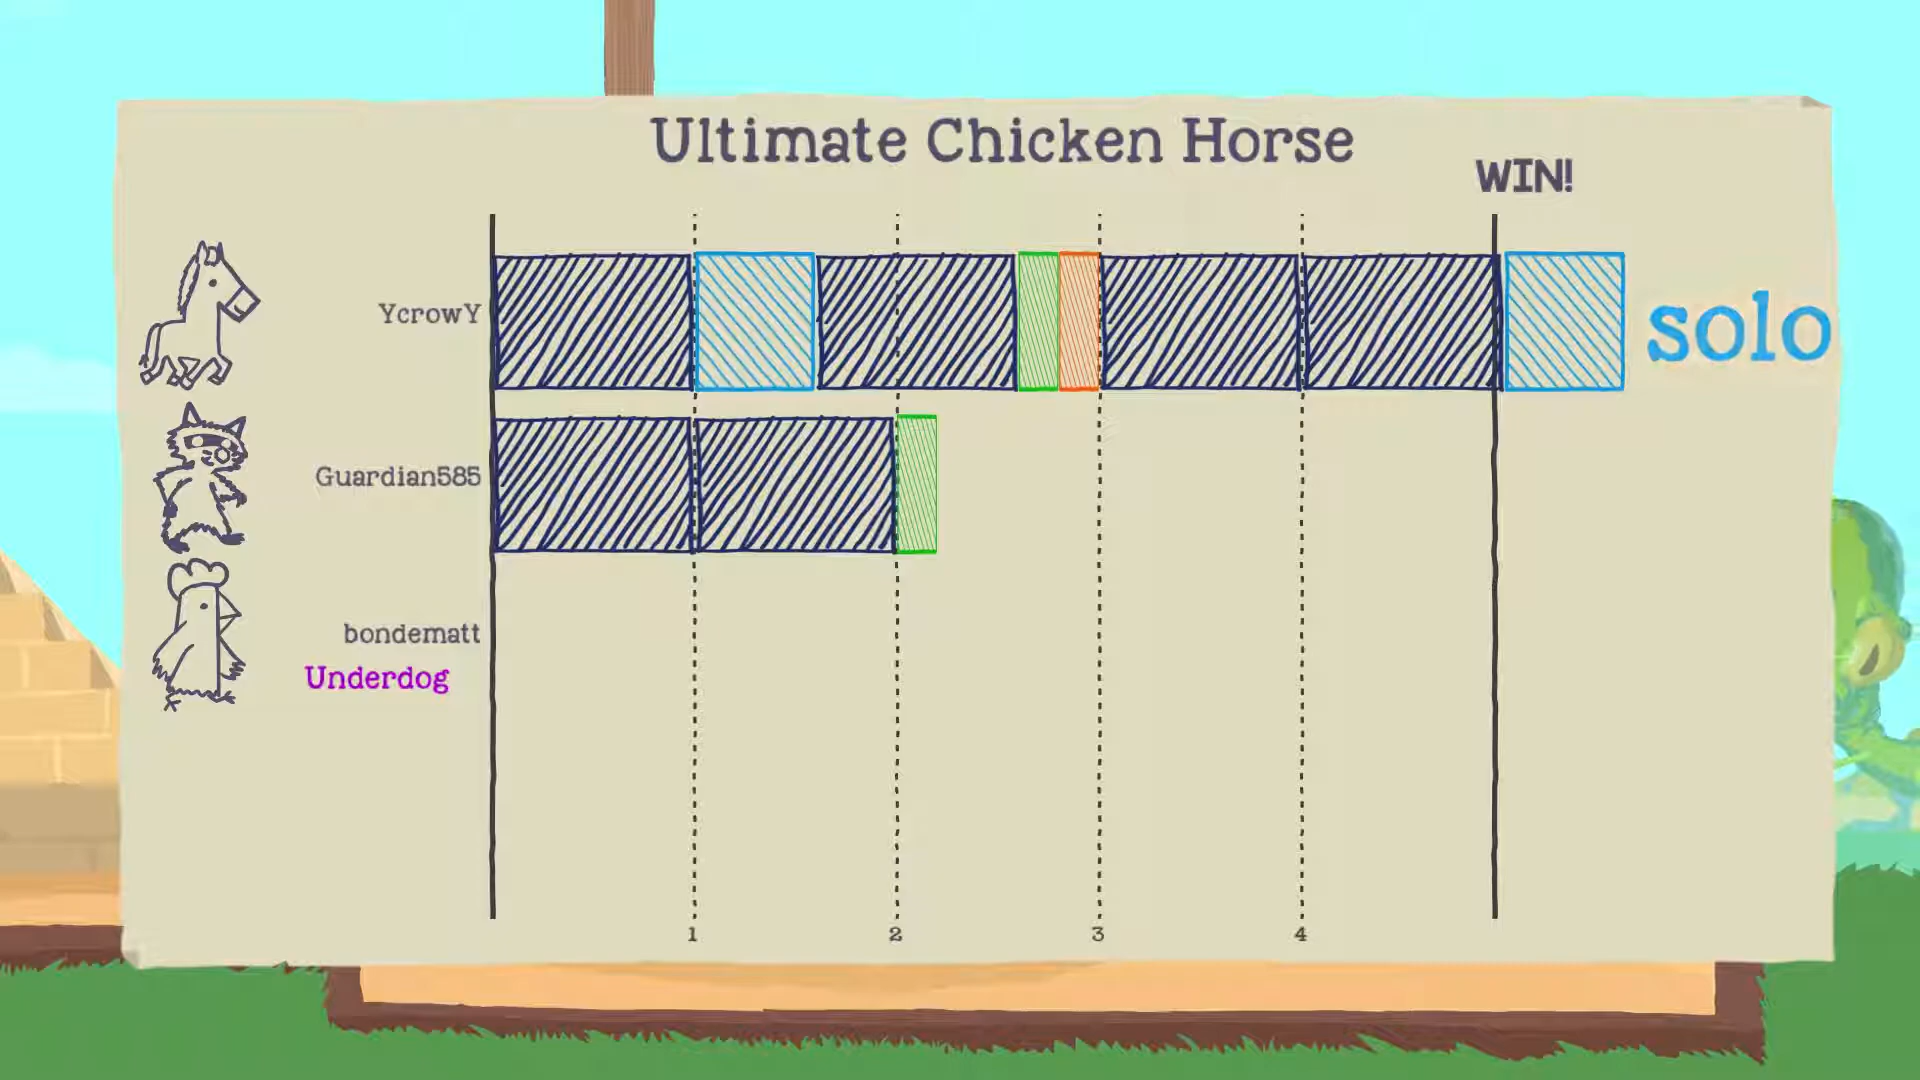 Ultimate Chicken Horse
WIN!
YcrowY
solo
Guardian585
bondematt
Underdog
1 2 3 4